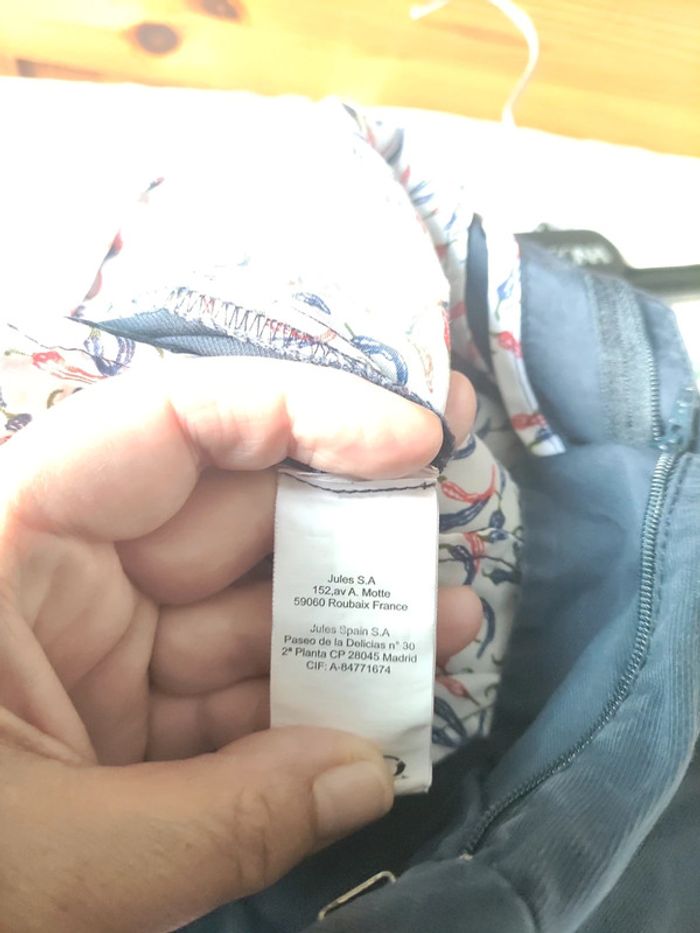 Jules S.A
152,av A. Motte
59060 Roubaix France
Jules Spain S.A
Paseo de la Delicias n° 30
2ª Planta CP 28045 Madrid
CIF: A-84771674